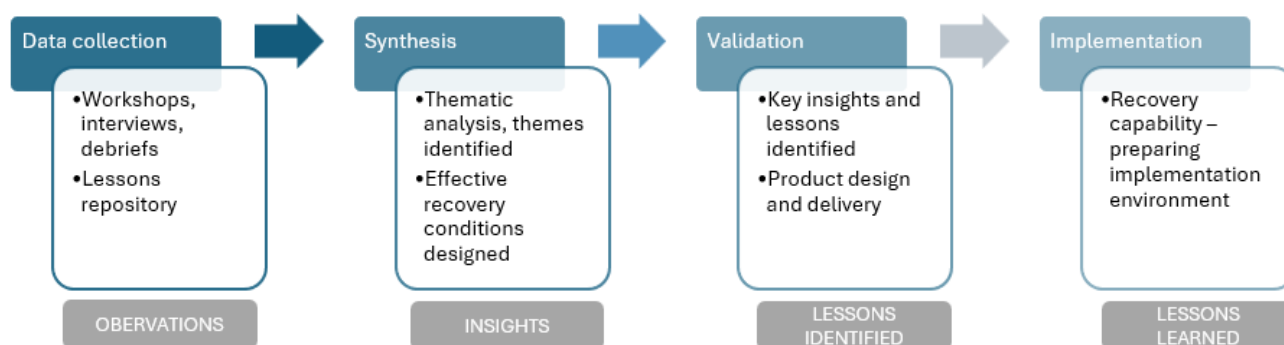 Data collection
•Workshops,
interviews,
debriefs
•Lessons
repository
OBERVATIONS
Synthesis
•Thematic
analysis, themes
identified
•Effective
recovery
conditions
designed
INSIGHTS
Validation
•Key insights and
lessons
identified
•Product design
and delivery
LESSONS
IDENTIFIED
Implementation
•Recovery
capability –
preparing
implementation
environment
LESSONS
LEARNED